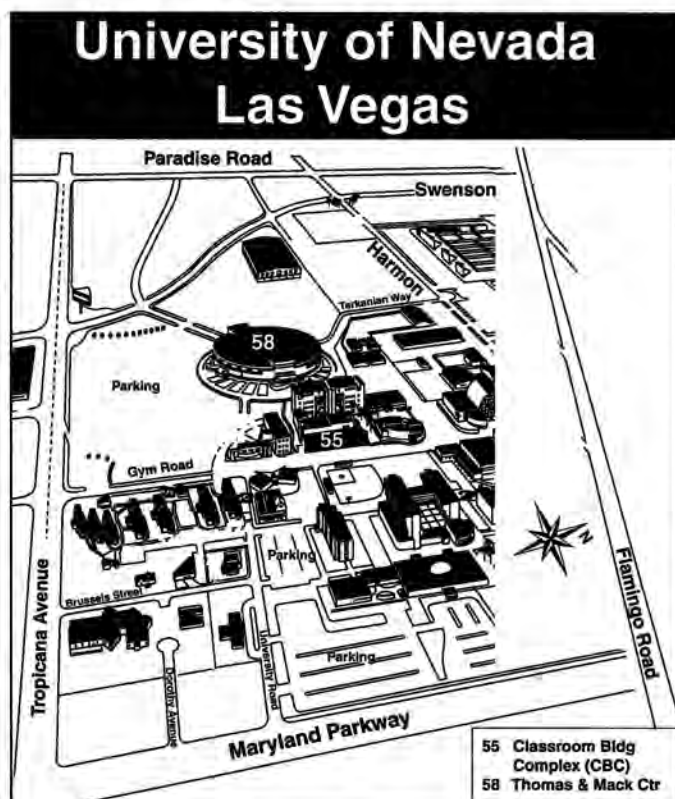 University of Nevada
Las Vegas
Paradise Road
Swenson
Harmon
Tarkanian Way
58
Parking
55
Gym Road
Parking
N
Brussels Street
Tropicana Avenue
Flamingo Road
University Road
Parking
Dorothy Avenue
Maryland Parkway
55 Classroom Bldg
Complex (CBC)
58 Thomas & Mack Ctr